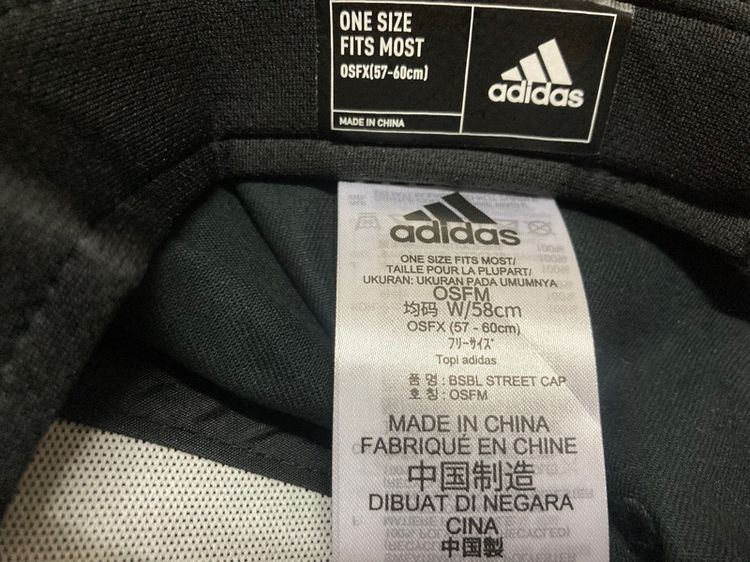 ONE SIZE
FITS MOST
OSFX(57-60cm)
MADE IN CHINA
adidas
adidas
ONE SIZE FITS MOST/
TAILLE POUR LA PLUPART/
UKURAN: UKURAN PADA UMUMNYA
OSFM
均码 W/58cm
OSFX (57 - 60cm)
フリーサイズ
Topi adidas
품 명 : BSBL STREET CAP
호 칭 : OSFM
MADE IN CHINA
FABRIQUÉ EN CHINE
中国制造
DIBUAT DI NEGARA
CINA
中国製